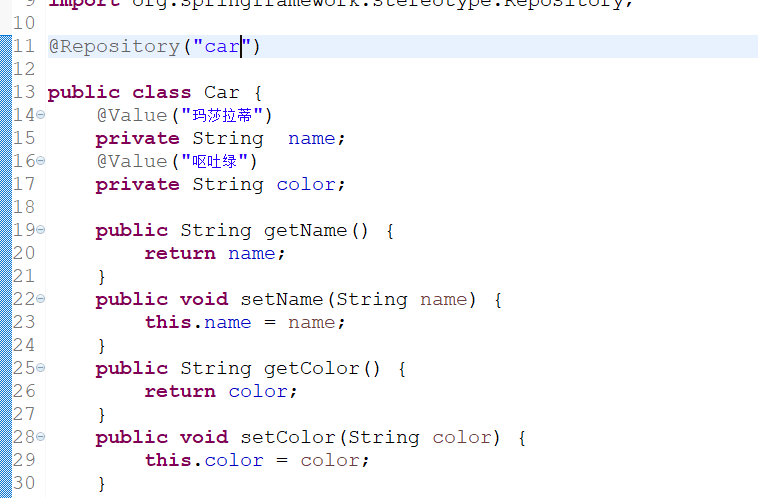 9 import org.springframework.stereotype.Repository;
10
11 @Repository("car")
12
13 public class Car {
14 @Value("玛莎拉蒂")
15 private String  name;
16 @Value("呕吐绿")
17 private String color;
18
19 public String getName() {
20 return name;
21 }
22 public void setName(String name) {
23 this.name = name;
24 }
25 public String getColor() {
26 return color;
27 }
28 public void setColor(String color) {
29 this.color = color;
30 }